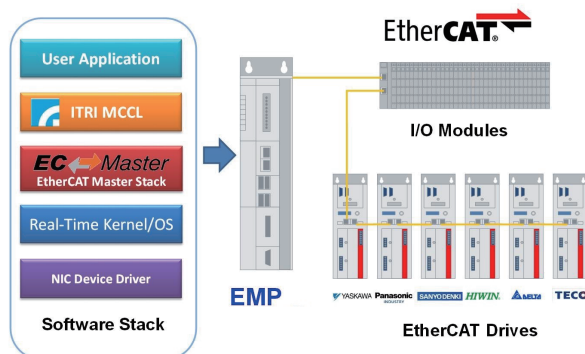 User Application
ITRI MCCL
EC Master
EtherCAT Master Stack
Real-Time Kernel/OS
NIC Device Driver
Software Stack
EMP
EtherCAT®
I/O Modules
YASKAWA Panasonic INDUSTRY SANYO DENKI HIWIN DELTA TECO
EtherCAT Drives